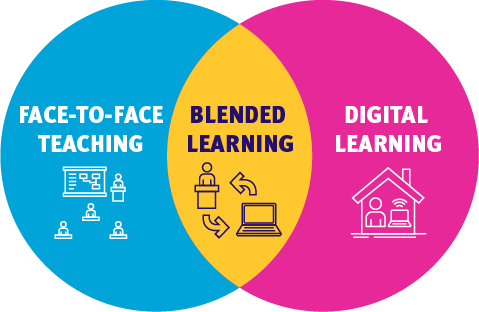 FACE-TO-FACE
TEACHING
BLENDED
LEARNING
DIGITAL
LEARNING